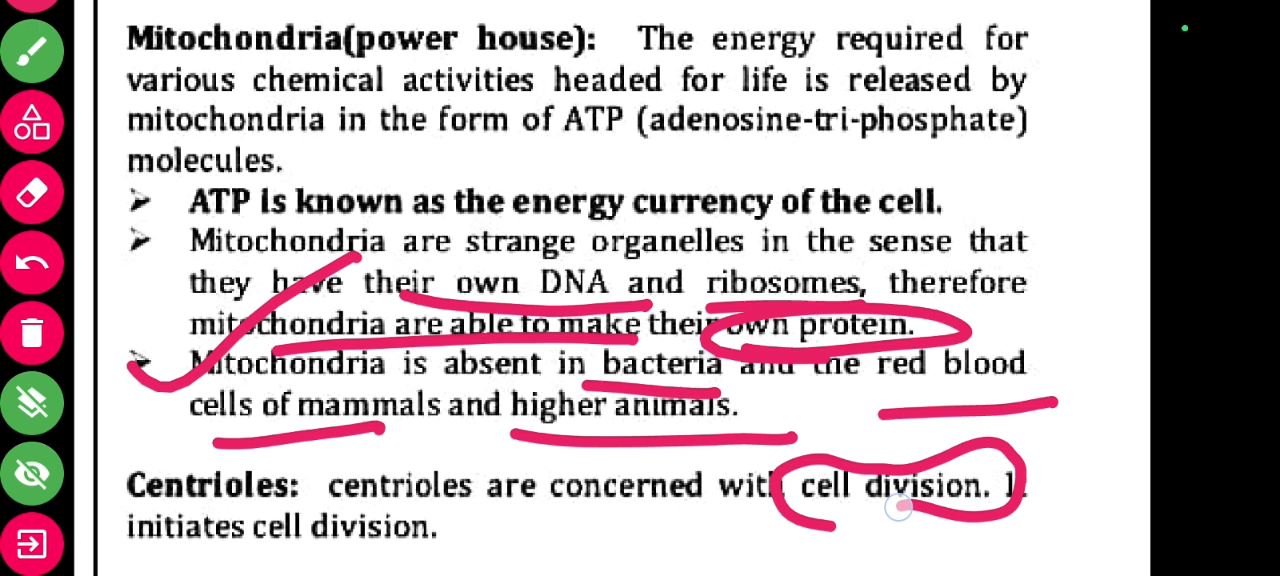 Mitochondria(power house): The energy required for
various chemical activities headed for life is released by
mitochondria in the form of ATP (adenosine-tri-phosphate)
molecules.
➢ ATP is known as the energy currency of the cell.
➢ Mitochondria are strange organelles in the sense that
they have their own DNA and ribosomes, therefore
mitochondria are able to make their own protein.
➢ Mitochondria is absent in bacteria and the red blood
cells of mammals and higher animals.
Centrioles: centrioles are concerned with cell division.
initiates cell division.